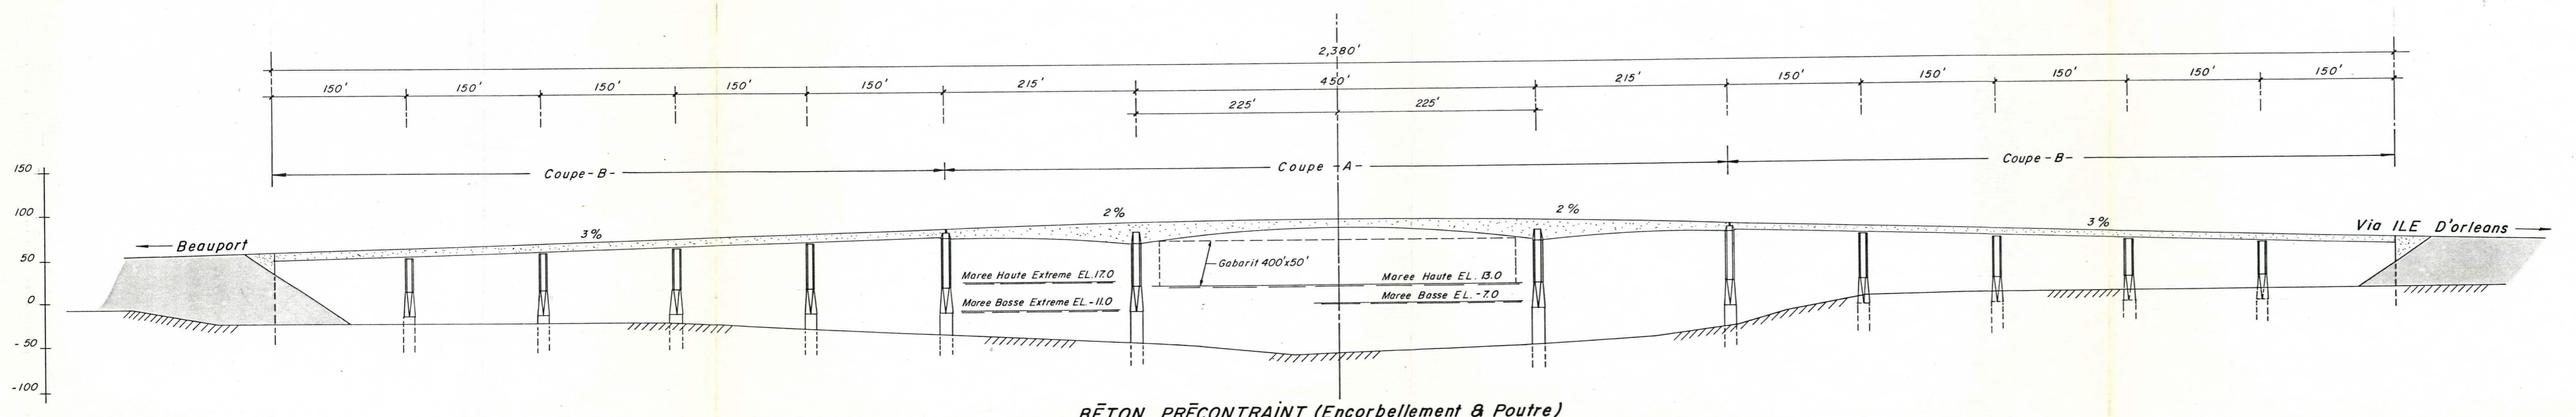 2,380'
150' 150' 150' 150' 150' 215' 450' 215' 150' 150' 150' 150' 150'
225' 225'
Coupe-B- Coupe -A- Coupe -B-
150
100
50
0
- 50
-100
3% 2% 2% 3%
Beauport
Via ILE D'orleans
Gabarit 400'x50'
Maree Haute Extreme EL.17.0
Maree Basse Extreme EL.-11.0
Maree Haute EL. 13.0
Maree Basse EL. -7.0
BĒTON PRĒCONTRAINT (Encorbellement & Poutre)